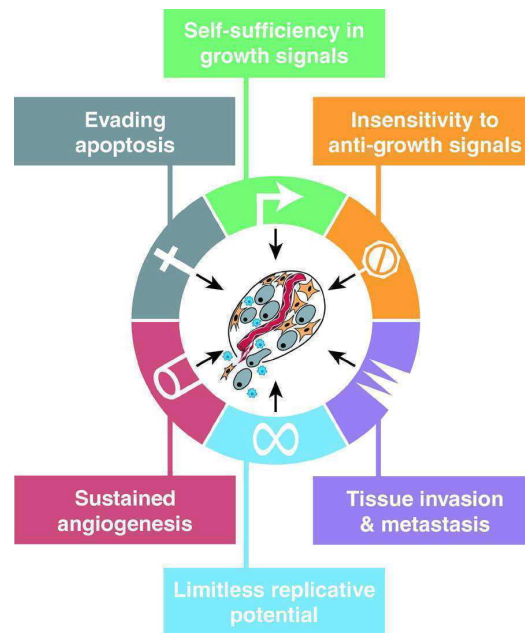 Self-sufficiency in
growth signals
Evading
apoptosis
Insensitivity to
anti-growth signals
Sustained
angiogenesis
Tissue invasion
& metastasis
Limitless replicative
potential